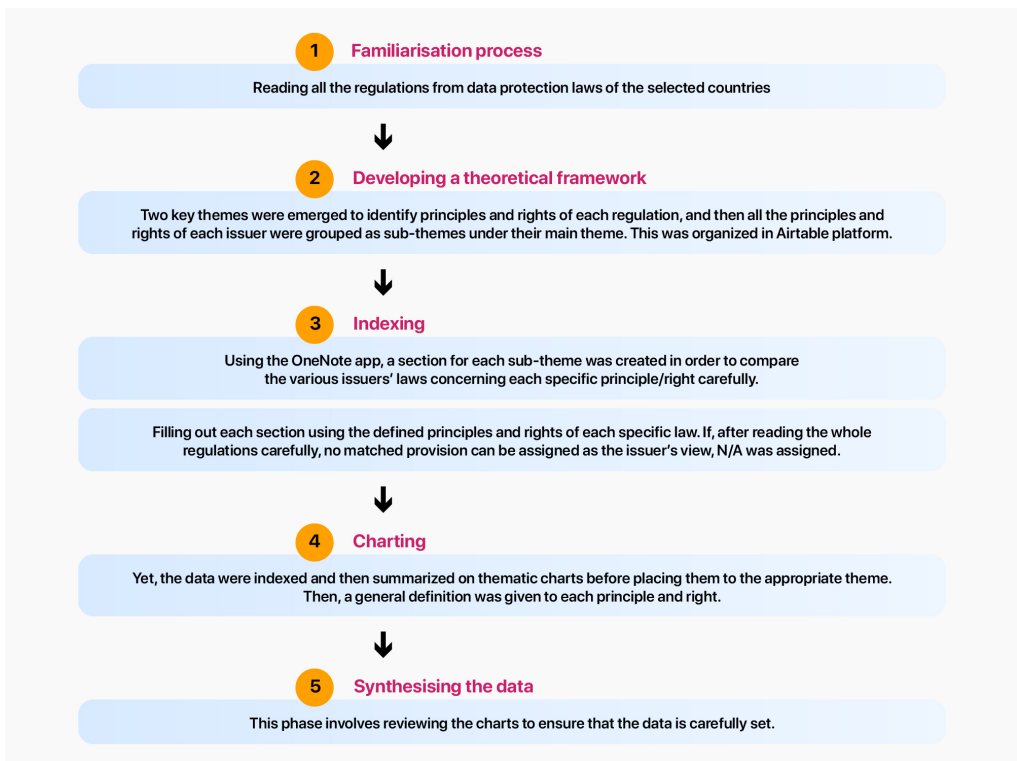 1 Familiarisation process
Reading all the regulations from data protection laws of the selected countries
2 Developing a theoretical framework
Two key themes were emerged to identify principles and rights of each regulation, and then all the principles and
rights of each issuer were grouped as sub-themes under their main theme. This was organized in Airtable platform.
3 Indexing
Using the OneNote app, a section for each sub-theme was created in order to compare
the various issuers’ laws concerning each specific principle/right carefully.
Filling out each section using the defined principles and rights of each specific law. If, after reading the whole
regulations carefully, no matched provision can be assigned as the issuer’s view, N/A was assigned.
4 Charting
Yet, the data were indexed and then summarized on thematic charts before placing them to the appropriate theme.
Then, a general definition was given to each principle and right.
5 Synthesising the data
This phase involves reviewing the charts to ensure that the data is carefully set.